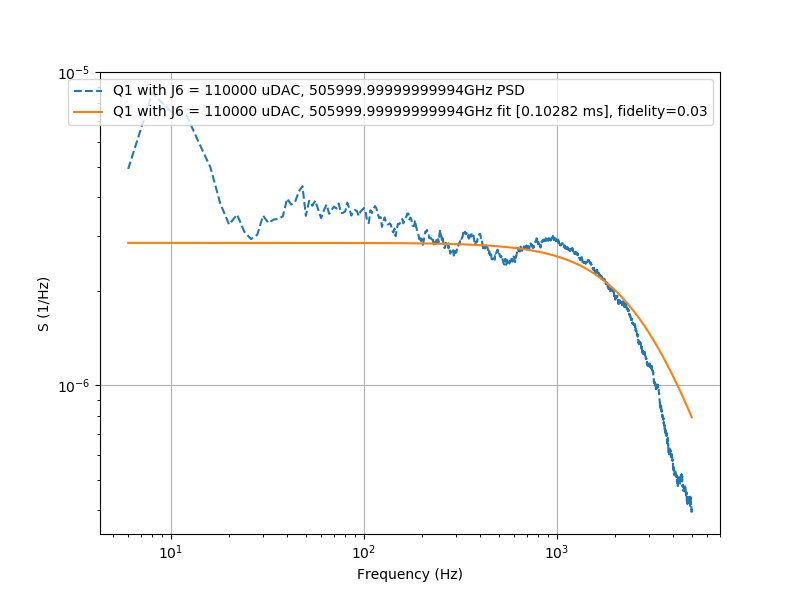 Q1 with J6 = 110000 uDAC, 505999.99999999994GHz PSD
Q1 with J6 = 110000 uDAC, 505999.99999999994GHz fit [0.10282 ms], fidelity=0.03
10⁻⁵
S (1/Hz)
10⁻⁶
10¹ 10² 10³
Frequency (Hz)